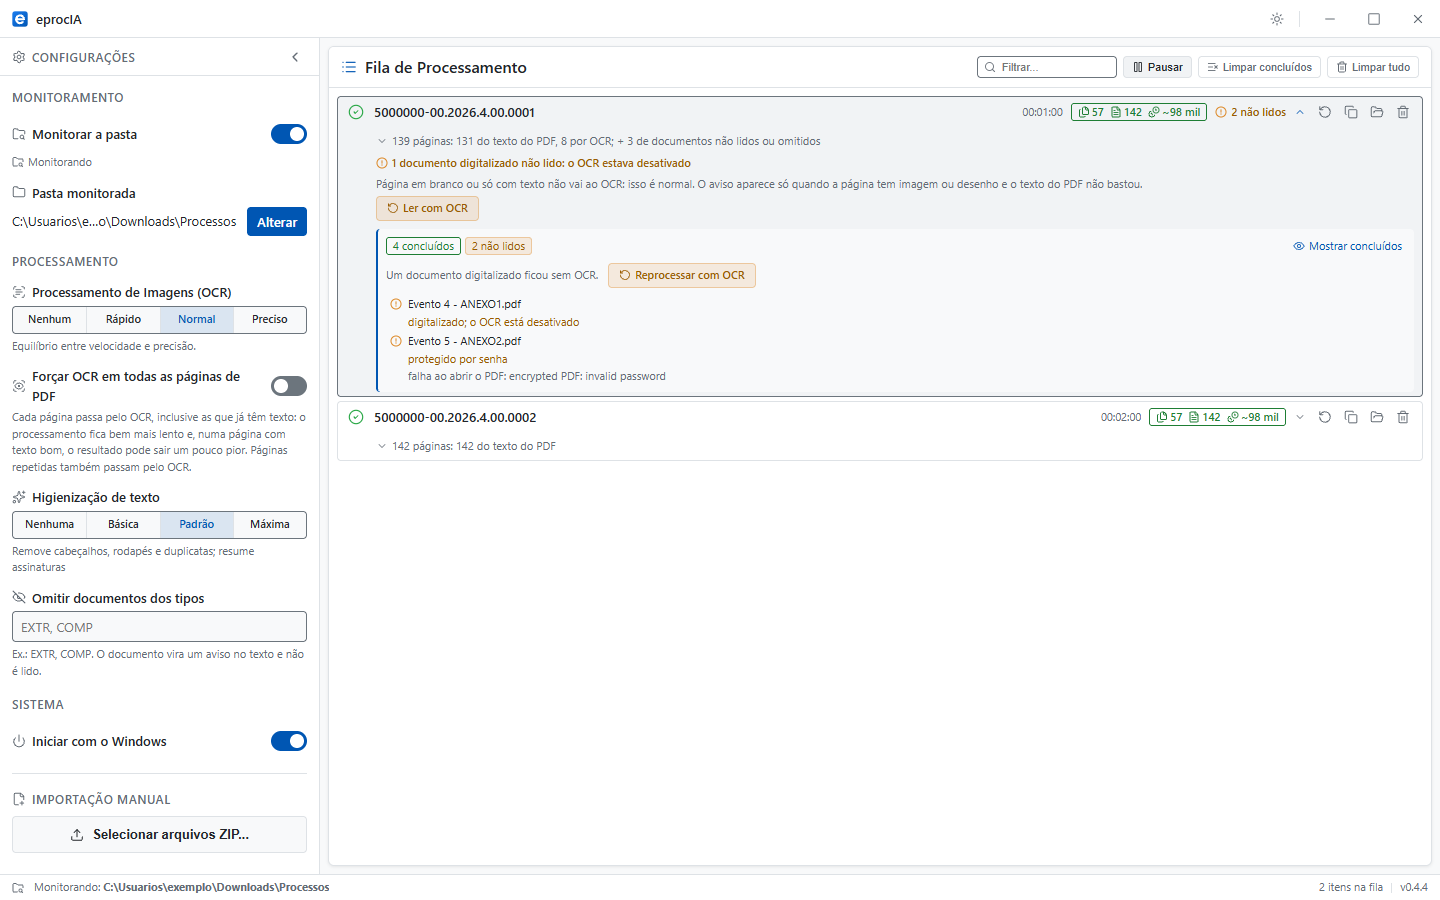 eprocIA
CONFIGURAÇÕES
MONITORAMENTO
Monitorar a pasta
Monitorando
Pasta monitorada
C:\Usuarios\e...o\Downloads\Processos
Alterar
PROCESSAMENTO
Processamento de Imagens (OCR)
Nenhum Rápido Normal Preciso
Equilíbrio entre velocidade e precisão.
Forçar OCR em todas as páginas de
PDF
Cada página passa pelo OCR, inclusive as que já têm texto: o
processamento fica bem mais lento e, numa página com
texto bom, o resultado pode sair um pouco pior. Páginas
repetidas também passam pelo OCR.
Higienização de texto
Nenhuma Básica Padrão Máxima
Remove cabeçalhos, rodapés e duplicatas; resume
assinaturas
Omitir documentos dos tipos
EXTR, COMP
Ex.: EXTR, COMP. O documento vira um aviso no texto e não
é lido.
SISTEMA
Iniciar com o Windows
IMPORTAÇÃO MANUAL
Selecionar arquivos ZIP...
Fila de Processamento
Filtrar... Pausar Limpar concluídos Limpar tudo
5000000-00.2026.4.00.0001 00:01:00 57 142 ~98 mil 2 não lidos
139 páginas: 131 do texto do PDF, 8 por OCR; + 3 de documentos não lidos ou omitidos
1 documento digitalizado não lido: o OCR estava desativado
Página em branco ou só com texto não vai ao OCR: isso é normal. O aviso aparece só quando a página tem imagem ou desenho e o texto do PDF não bastou.
Ler com OCR
4 concluídos 2 não lidos Mostrar concluídos
Um documento digitalizado ficou sem OCR. Reprocessar com OCR
Evento 4 - ANEXO1.pdf
digitalizado; o OCR está desativado
Evento 5 - ANEXO2.pdf
protegido por senha
falha ao abrir o PDF: encrypted PDF: invalid password
5000000-00.2026.4.00.0002 00:02:00 57 142 ~98 mil
142 páginas: 142 do texto do PDF
Monitorando: C:\Usuarios\exemplo\Downloads\Processos
2 itens na fila v0.4.4